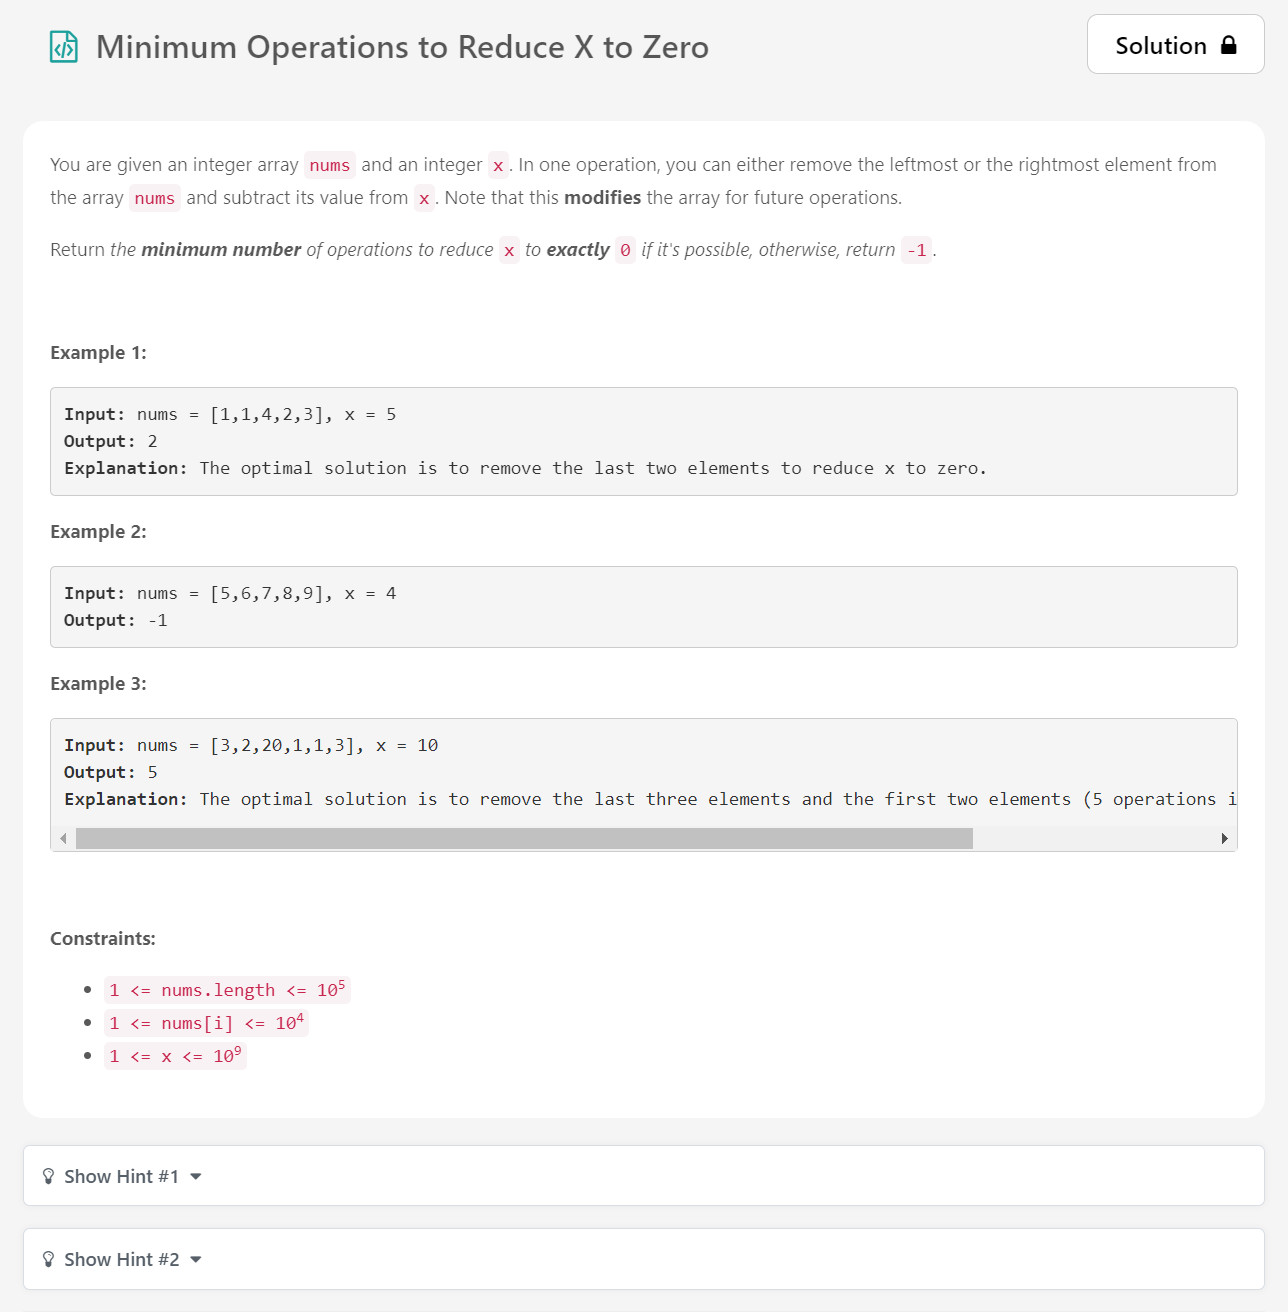 Minimum Operations to Reduce X to Zero
Solution
You are given an integer array nums and an integer x. In one operation, you can either remove the leftmost or the rightmost element from
the array nums and subtract its value from x. Note that this modifies the array for future operations.
Return the minimum number of operations to reduce x to exactly 0 if it's possible, otherwise, return -1.
Example 1:
Input: nums = [1,1,4,2,3], x = 5
Output: 2
Explanation: The optimal solution is to remove the last two elements to reduce x to zero.
Example 2:
Input: nums = [5,6,7,8,9], x = 4
Output: -1
Example 3:
Input: nums = [3,2,20,1,1,3], x = 10
Output: 5
Explanation: The optimal solution is to remove the last three elements and the first two elements (5 operations i
Constraints:
1 <= nums.length <= 10⁵
1 <= nums[i] <= 10⁴
1 <= x <= 10⁹
Show Hint #1
Show Hint #2